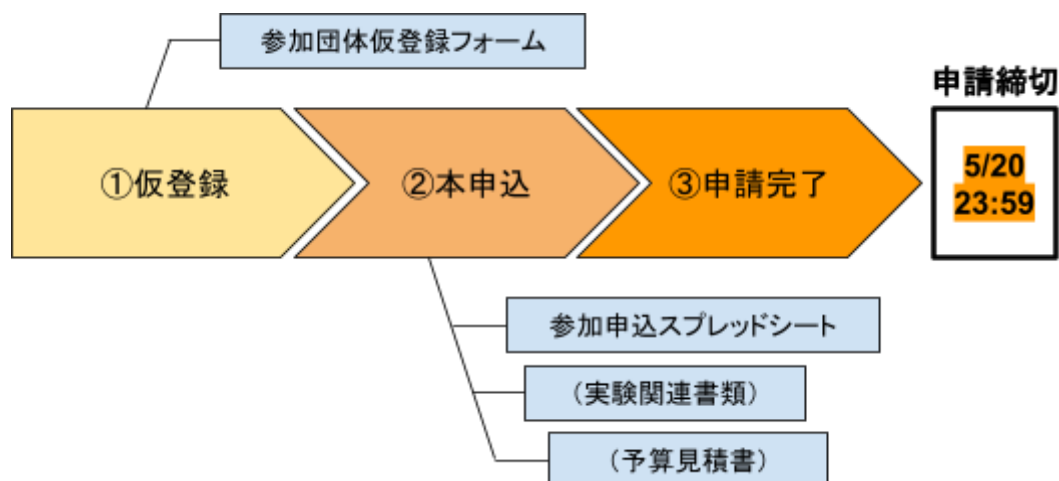 参加団体仮登録フォーム
申請締切
①仮登録
②本申込
③申請完了
5/20
23:59
参加申込スプレッドシート
(実験関連書類)
(予算見積書)